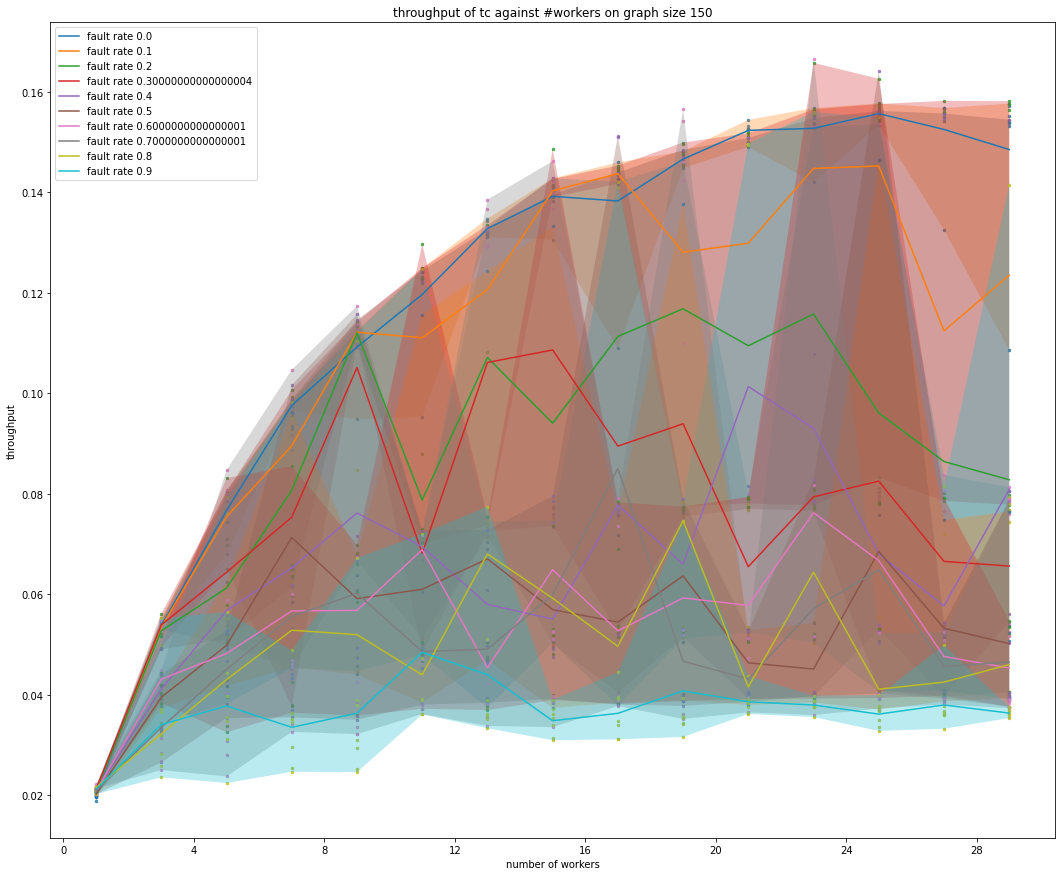 throughput of tc against #workers on graph size 150
fault rate 0.0
fault rate 0.1
fault rate 0.2
fault rate 0.30000000000000004
fault rate 0.4
fault rate 0.5
fault rate 0.6000000000000001
fault rate 0.7000000000000001
fault rate 0.8
fault rate 0.9
throughput
0.16
0.14
0.12
0.10
0.08
0.06
0.04
0.02
0 4 8 12 16 20 24 28
number of workers